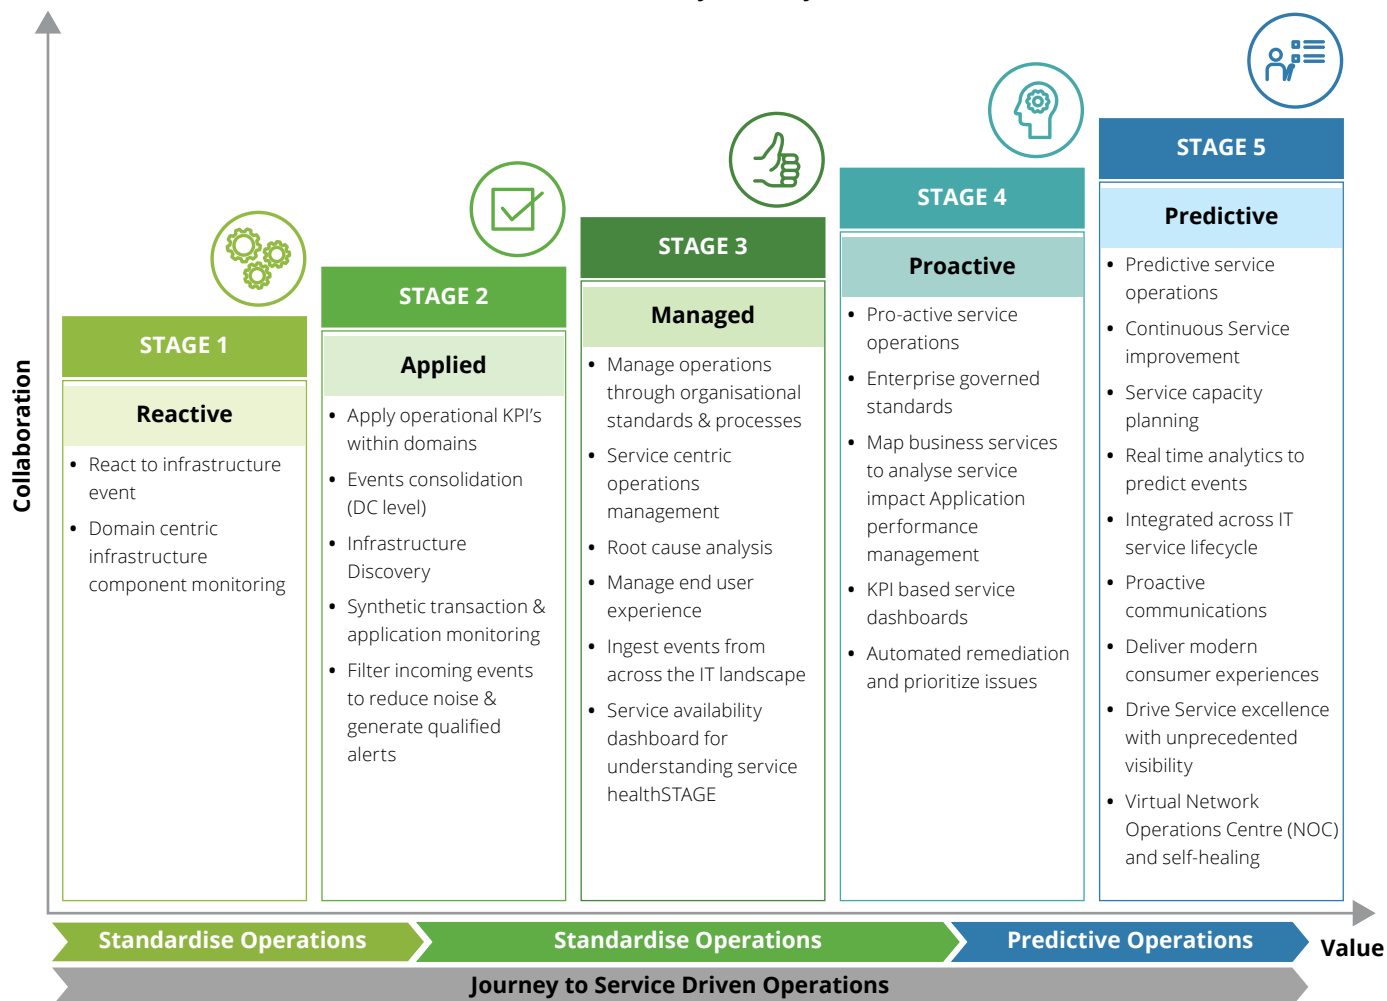 STAGE 1
Reactive
• React to infrastructure
event
• Domain centric
infrastructure
component monitoring
STAGE 2
Applied
• Apply operational KPI’s
within domains
• Events consolidation
(DC level)
• Infrastructure
Discovery
• Synthetic transaction &
application monitoring
• Filter incoming events
to reduce noise &
generate qualified
alerts
STAGE 3
Managed
• Manage operations
through organisational
standards & processes
• Service centric
operations
management
• Root cause analysis
• Manage end user
experience
• Ingest events from
across the IT landscape
• Service availability
dashboard for
understanding service
healthSTAGE
STAGE 4
Proactive
• Pro-active service
operations
• Enterprise governed
standards
• Map business services
to analyse service
impact Application
performance
management
• KPI based service
dashboards
• Automated remediation
and prioritize issues
STAGE 5
Predictive
• Predictive service
operations
• Continuous Service
improvement
• Service capacity
planning
• Real time analytics to
predict events
• Integrated across IT
service lifecycle
• Proactive
communications
• Deliver modern
consumer experiences
• Drive Service excellence
with unprecedented
visibility
• Virtual Network
Operations Centre (NOC)
and self-healing
Collaboration
Standardise Operations
Standardise Operations
Predictive Operations
Value
Journey to Service Driven Operations